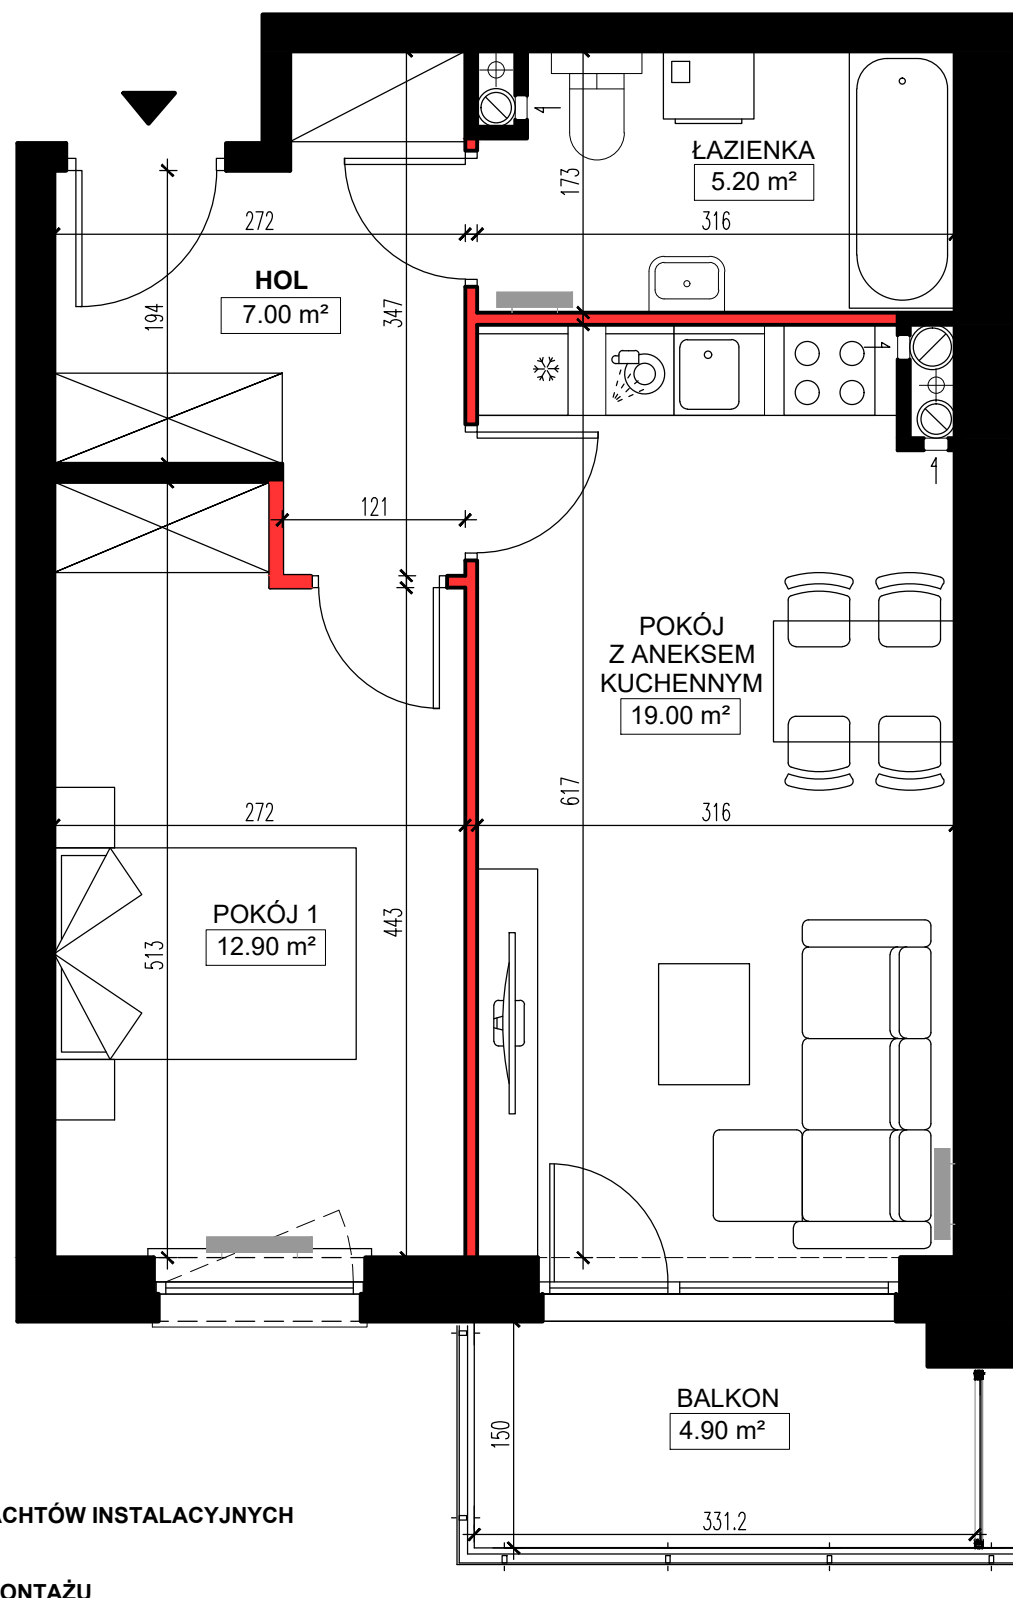 ŁAZIENKA
5.20 m²
173
272
316
HOL
7.00 m²
194
347
121
POKÓJ
Z ANEKSEM
KUCHENNYM
19.00 m²
617
272
316
POKÓJ 1
12.90 m²
513
443
BALKON
4.90 m²
150
331.2
ACHTÓW INSTALACYJNYCH
ONTAŻU